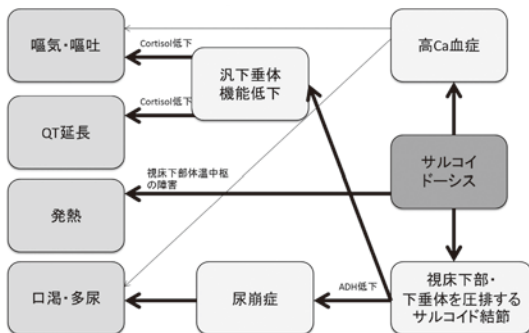 嘔気・嘔吐
Cortisol低下
汎下垂体
機能低下
高Ca血症
Cortisol低下
QT延長
視床下部体温中枢
の障害
サルコイ
ドーシス
発熱
口渇・多尿
尿崩症
ADH低下
視床下部・
下垂体を圧排する
サルコイド結節